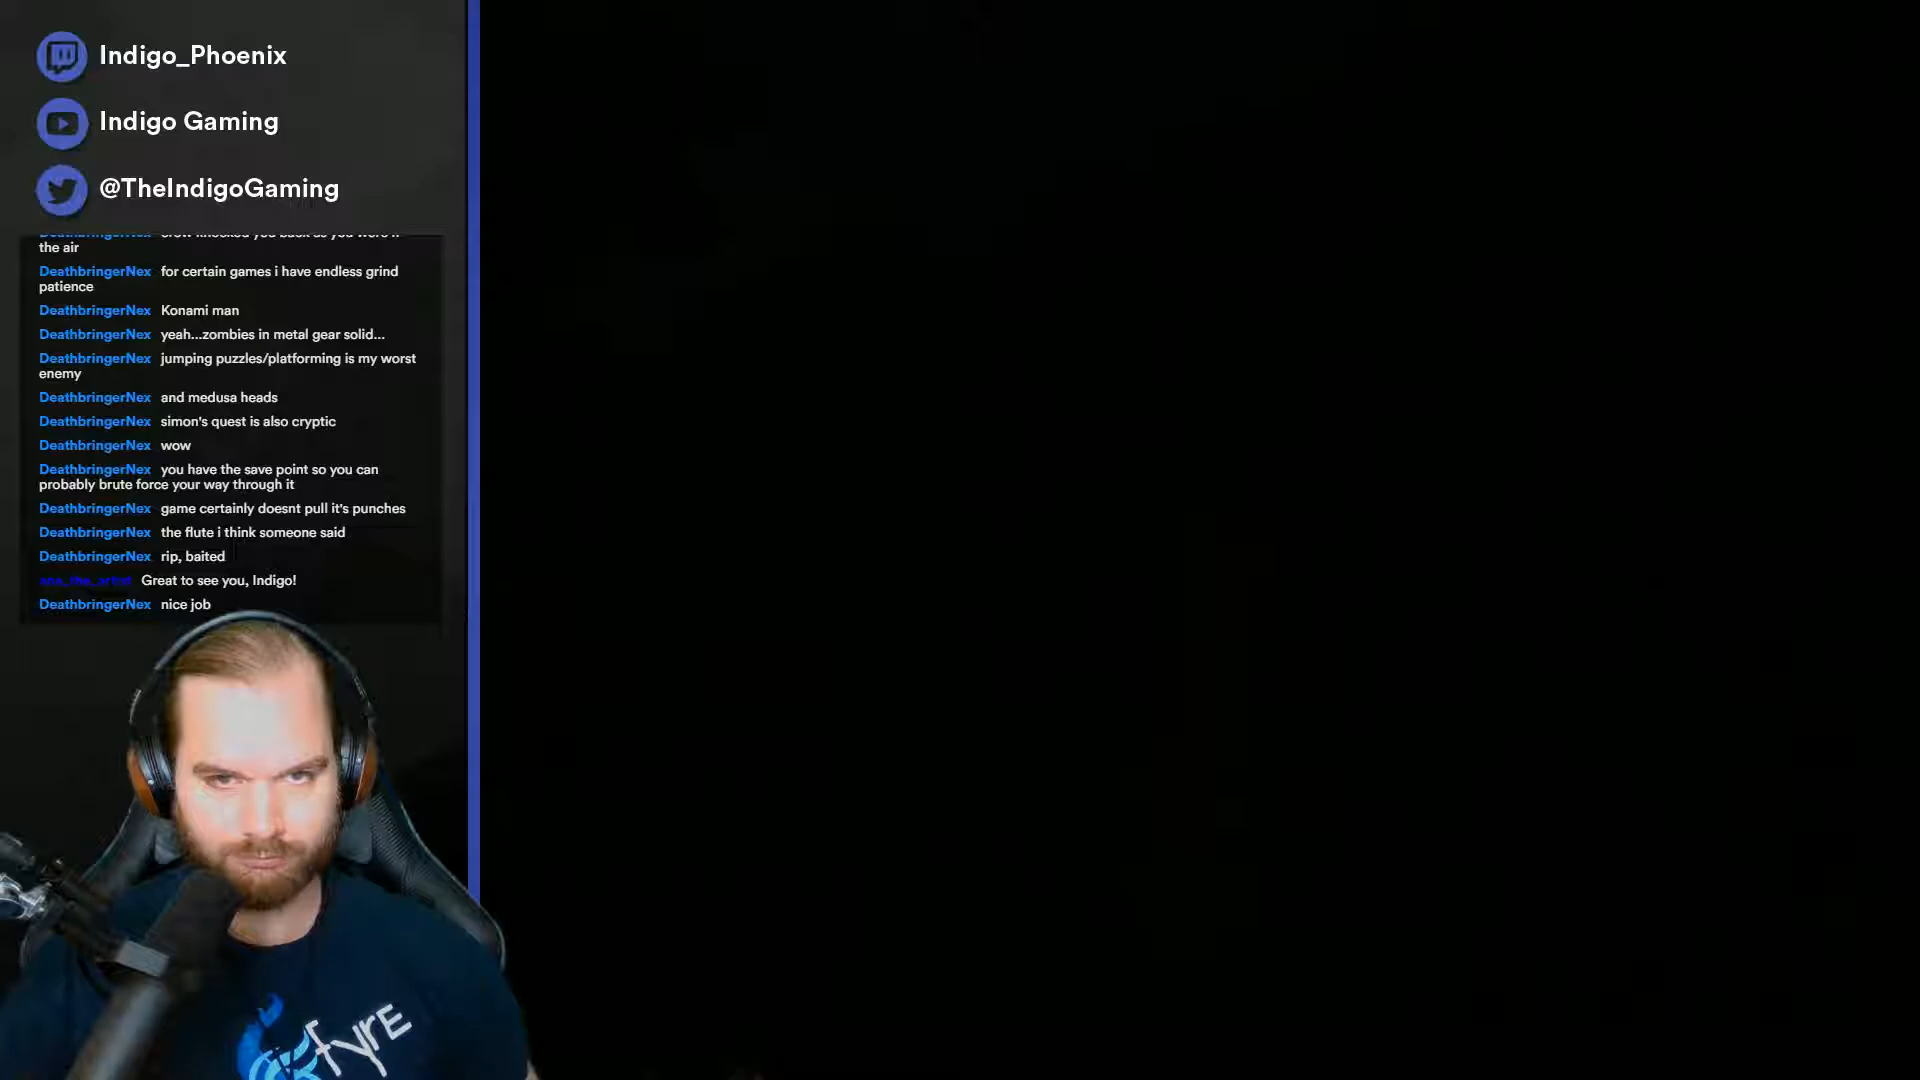 Indigo_Phoenix
Indigo Gaming
@TheIndigoGaming
the air
DeathbringerNex for certain games i have endless grind
patience
DeathbringerNex Konami man
DeathbringerNex yeah...zombies in metal gear solid...
DeathbringerNex jumping puzzles/platforming is my worst
enemy
DeathbringerNex and medusa heads
DeathbringerNex simon's quest is also cryptic
DeathbringerNex wow
DeathbringerNex you have the save point so you can
probably brute force your way through it
DeathbringerNex game certainly doesnt pull it's punches
DeathbringerNex the flute i think someone said
DeathbringerNex rip, baited
Great to see you, Indigo!
DeathbringerNex nice job
fyre